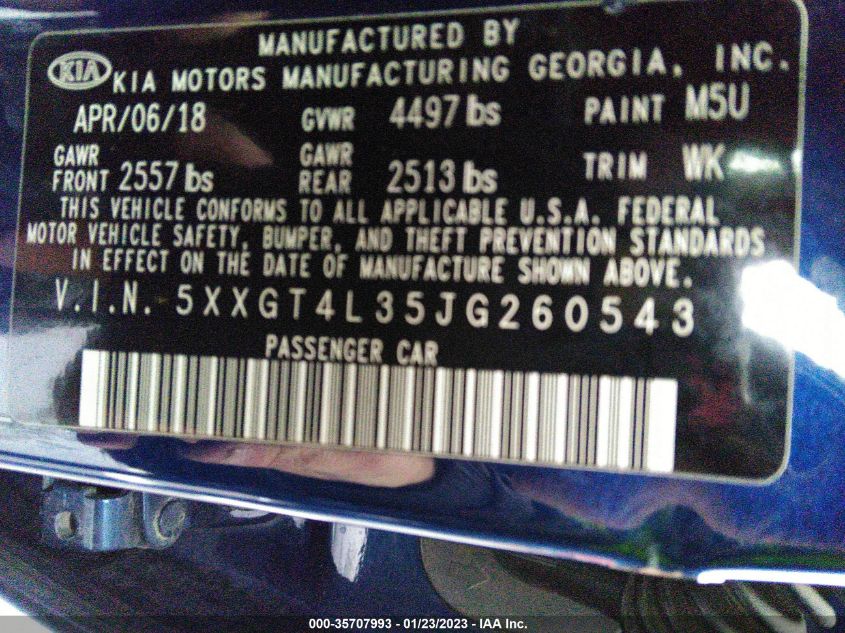 MANUFACTURED BY
KIA KIA MOTORS MANUFACTURING GEORGIA, INC.
APR/06/18 GVWR 4497 lbs PAINT M5U
GAWR FRONT 2557 lbs GAWR REAR 2513 lbs TRIM WK
THIS VEHICLE CONFORMS TO ALL APPLICABLE U.S.A. FEDERAL
MOTOR VEHICLE SAFETY, BUMPER, AND THEFT PREVENTION STANDARDS
IN EFFECT ON THE DATE OF MANUFACTURE SHOWN ABOVE.
V.I.N. 5XXGT4L35JG260543
PASSENGER CAR
000-35707993 - 01/23/2023 - IAA Inc.